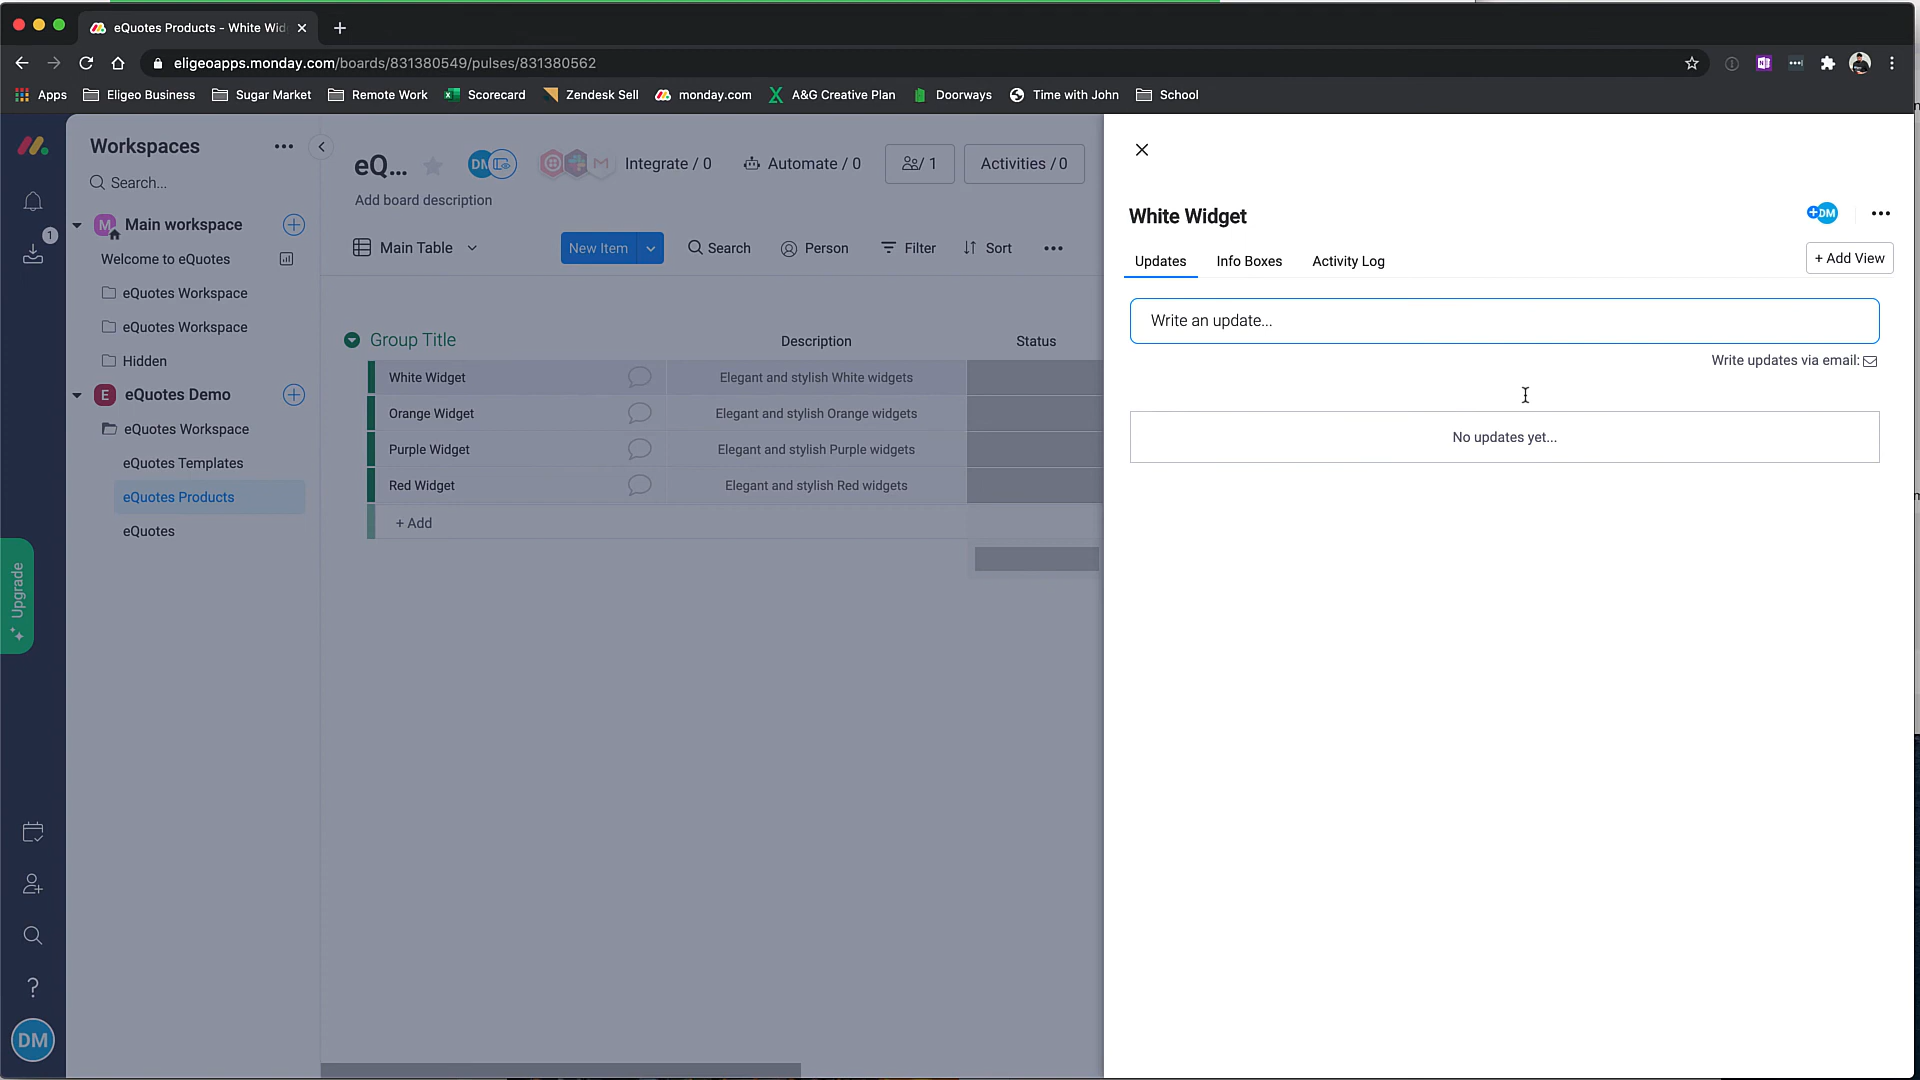 eQuotes Products - White Wid
eligeoapps.monday.com/boards/831380549/pulses/831380562
Apps
Eligeo Business
Sugar Market
Remote Work
Scorecard
Zendesk Sell
monday.com
A&G Creative Plan
Doorways
Time with John
School
Workspaces
Search...
M
Main workspace
Welcome to eQuotes
eQuotes Workspace
eQuotes Workspace
Hidden
E
eQuotes Demo
eQuotes Workspace
eQuotes Templates
eQuotes Products
eQuotes
1
Upgrade
?
DM
eQ...
DM
Integrate / 0
Automate / 0
/ 1
Activities / 0
Add board description
Main Table
New Item
Search
Person
Filter
Sort
Group Title
Description
Status
White Widget
Elegant and stylish White widgets
Orange Widget
Elegant and stylish Orange widgets
Purple Widget
Elegant and stylish Purple widgets
Red Widget
Elegant and stylish Red widgets
+ Add
White Widget
DM
Updates
Info Boxes
Activity Log
+ Add View
Write an update...
Write updates via email:
No updates yet...